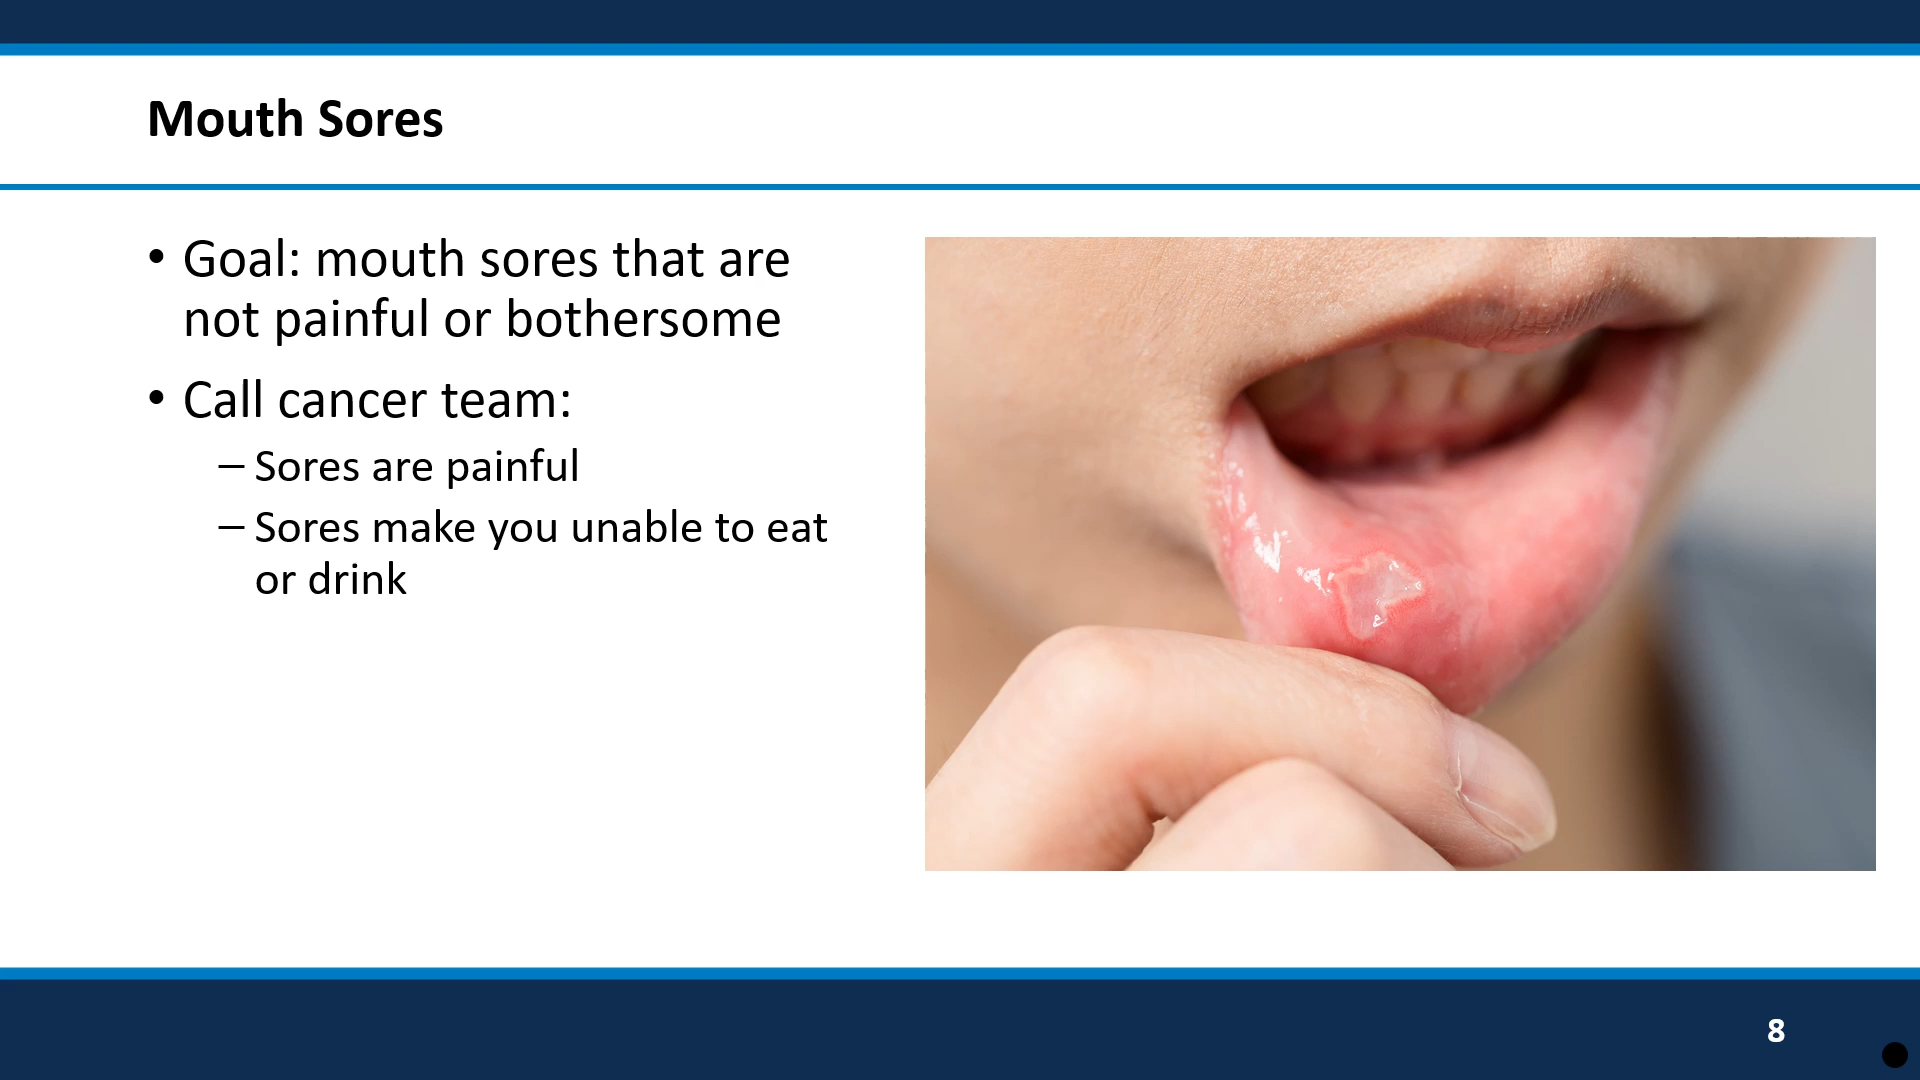 Mouth Sores
• Goal: mouth sores that are
not painful or bothersome
• Call cancer team:
– Sores are painful
– Sores make you unable to eat
or drink
8